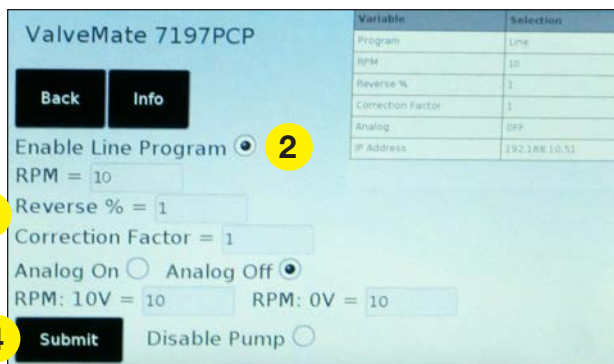 ValveMate 7197PCP
Back Info
Enable Line Program 2
RPM = 10
Reverse % = 1
Correction Factor = 1
Analog On Analog Off
RPM: 10V = 10 RPM: 0V = 10
4 Submit Disable Pump
Variable Selection
Program Line
RPM 10
Reverse % 1
Correction Factor 1
Analog OFF
IP Address 192.168.10.51